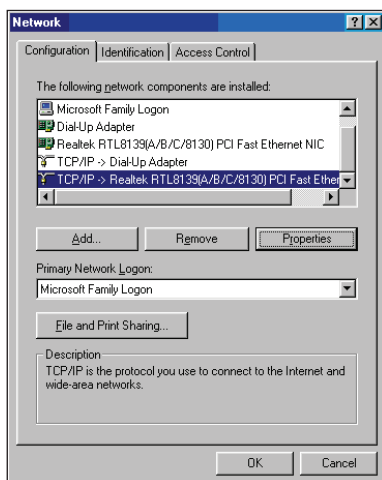 Network
Configuration Identification Access Control
The following network components are installed:
Microsoft Family Logon
Dial-Up Adapter
Realtek RTL8139(A/B/C/8130) PCI Fast Ethernet NIC
TCP/IP -> Dial-Up Adapter
TCP/IP -> Realtek RTL8139(A/B/C/8130) PCI Fast Ether
Add... Remove Properties
Primary Network Logon:
Microsoft Family Logon
File and Print Sharing...
Description
TCP/IP is the protocol you use to connect to the Internet and
wide-area networks.
OK Cancel